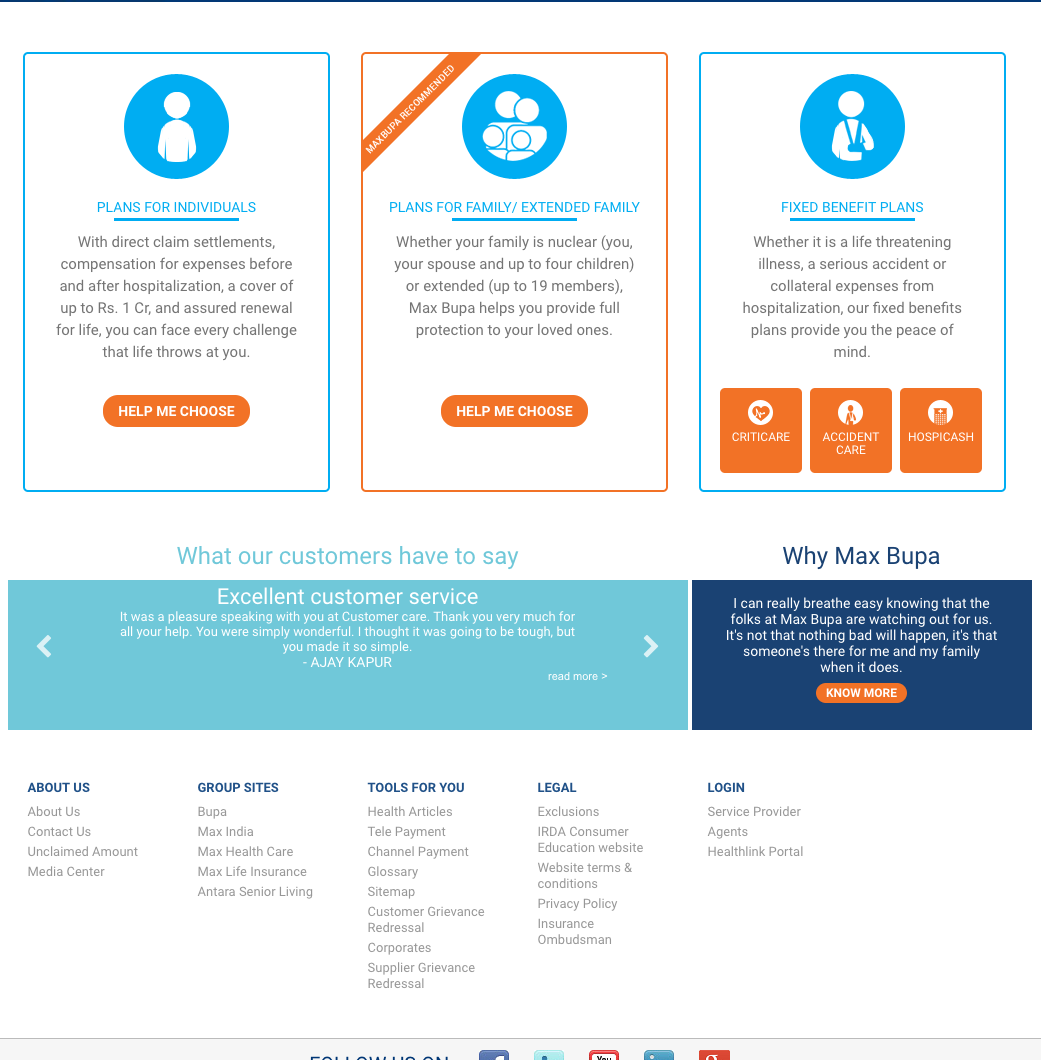 PLANS FOR INDIVIDUALS
With direct claim settlements,
compensation for expenses before
and after hospitalization, a cover of
up to Rs. 1 Cr, and assured renewal
for life, you can face every challenge
that life throws at you.
HELP ME CHOOSE
MAXBUPA RECOMMENDED
PLANS FOR FAMILY/ EXTENDED FAMILY
Whether your family is nuclear (you,
your spouse and up to four children)
or extended (up to 19 members),
Max Bupa helps you provide full
protection to your loved ones.
HELP ME CHOOSE
FIXED BENEFIT PLANS
Whether it is a life threatening
illness, a serious accident or
collateral expenses from
hospitalization, our fixed benefits
plans provide you the peace of
mind.
CRITICARE
ACCIDENT
CARE
HOSPICASH
What our customers have to say
Excellent customer service
It was a pleasure speaking with you at Customer care. Thank you very much for
all your help. You were simply wonderful. I thought it was going to be tough, but
you made it so simple.
- AJAY KAPUR
read more >
Why Max Bupa
I can really breathe easy knowing that the
folks at Max Bupa are watching out for us.
It's not that nothing bad will happen, it's that
someone's there for me and my family
when it does.
KNOW MORE
ABOUT US
About Us
Contact Us
Unclaimed Amount
Media Center
GROUP SITES
Bupa
Max India
Max Health Care
Max Life Insurance
Antara Senior Living
TOOLS FOR YOU
Health Articles
Tele Payment
Channel Payment
Glossary
Sitemap
Customer Grievance
Redressal
Corporates
Supplier Grievance
Redressal
LEGAL
Exclusions
IRDA Consumer
Education website
Website terms &
conditions
Privacy Policy
Insurance
Ombudsman
LOGIN
Service Provider
Agents
Healthlink Portal
FOLLOW US ON
You